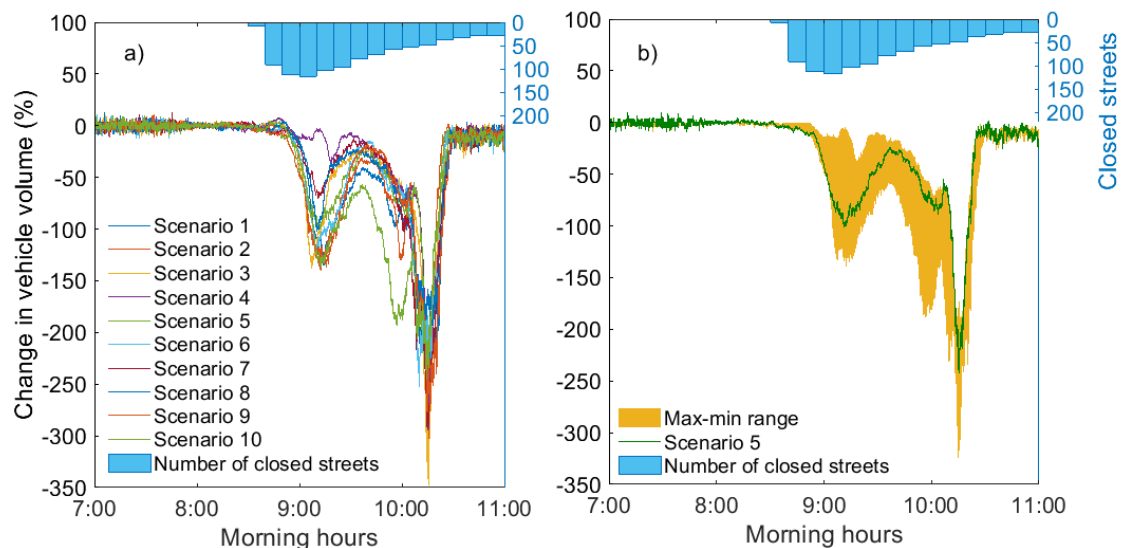 a)
Change in vehicle volume (%)
100
50
0
-50
-100
-150
-200
-250
-300
-350
7:00
8:00
9:00
10:00
11:00
Morning hours
0
50
100
150
200
Scenario 1
Scenario 2
Scenario 3
Scenario 4
Scenario 5
Scenario 6
Scenario 7
Scenario 8
Scenario 9
Scenario 10
Number of closed streets
b)
100
50
0
-50
-100
-150
-200
-250
-300
-350
7:00
8:00
9:00
10:00
11:00
Morning hours
0
50
100
150
200
Closed streets
Max-min range
Scenario 5
Number of closed streets